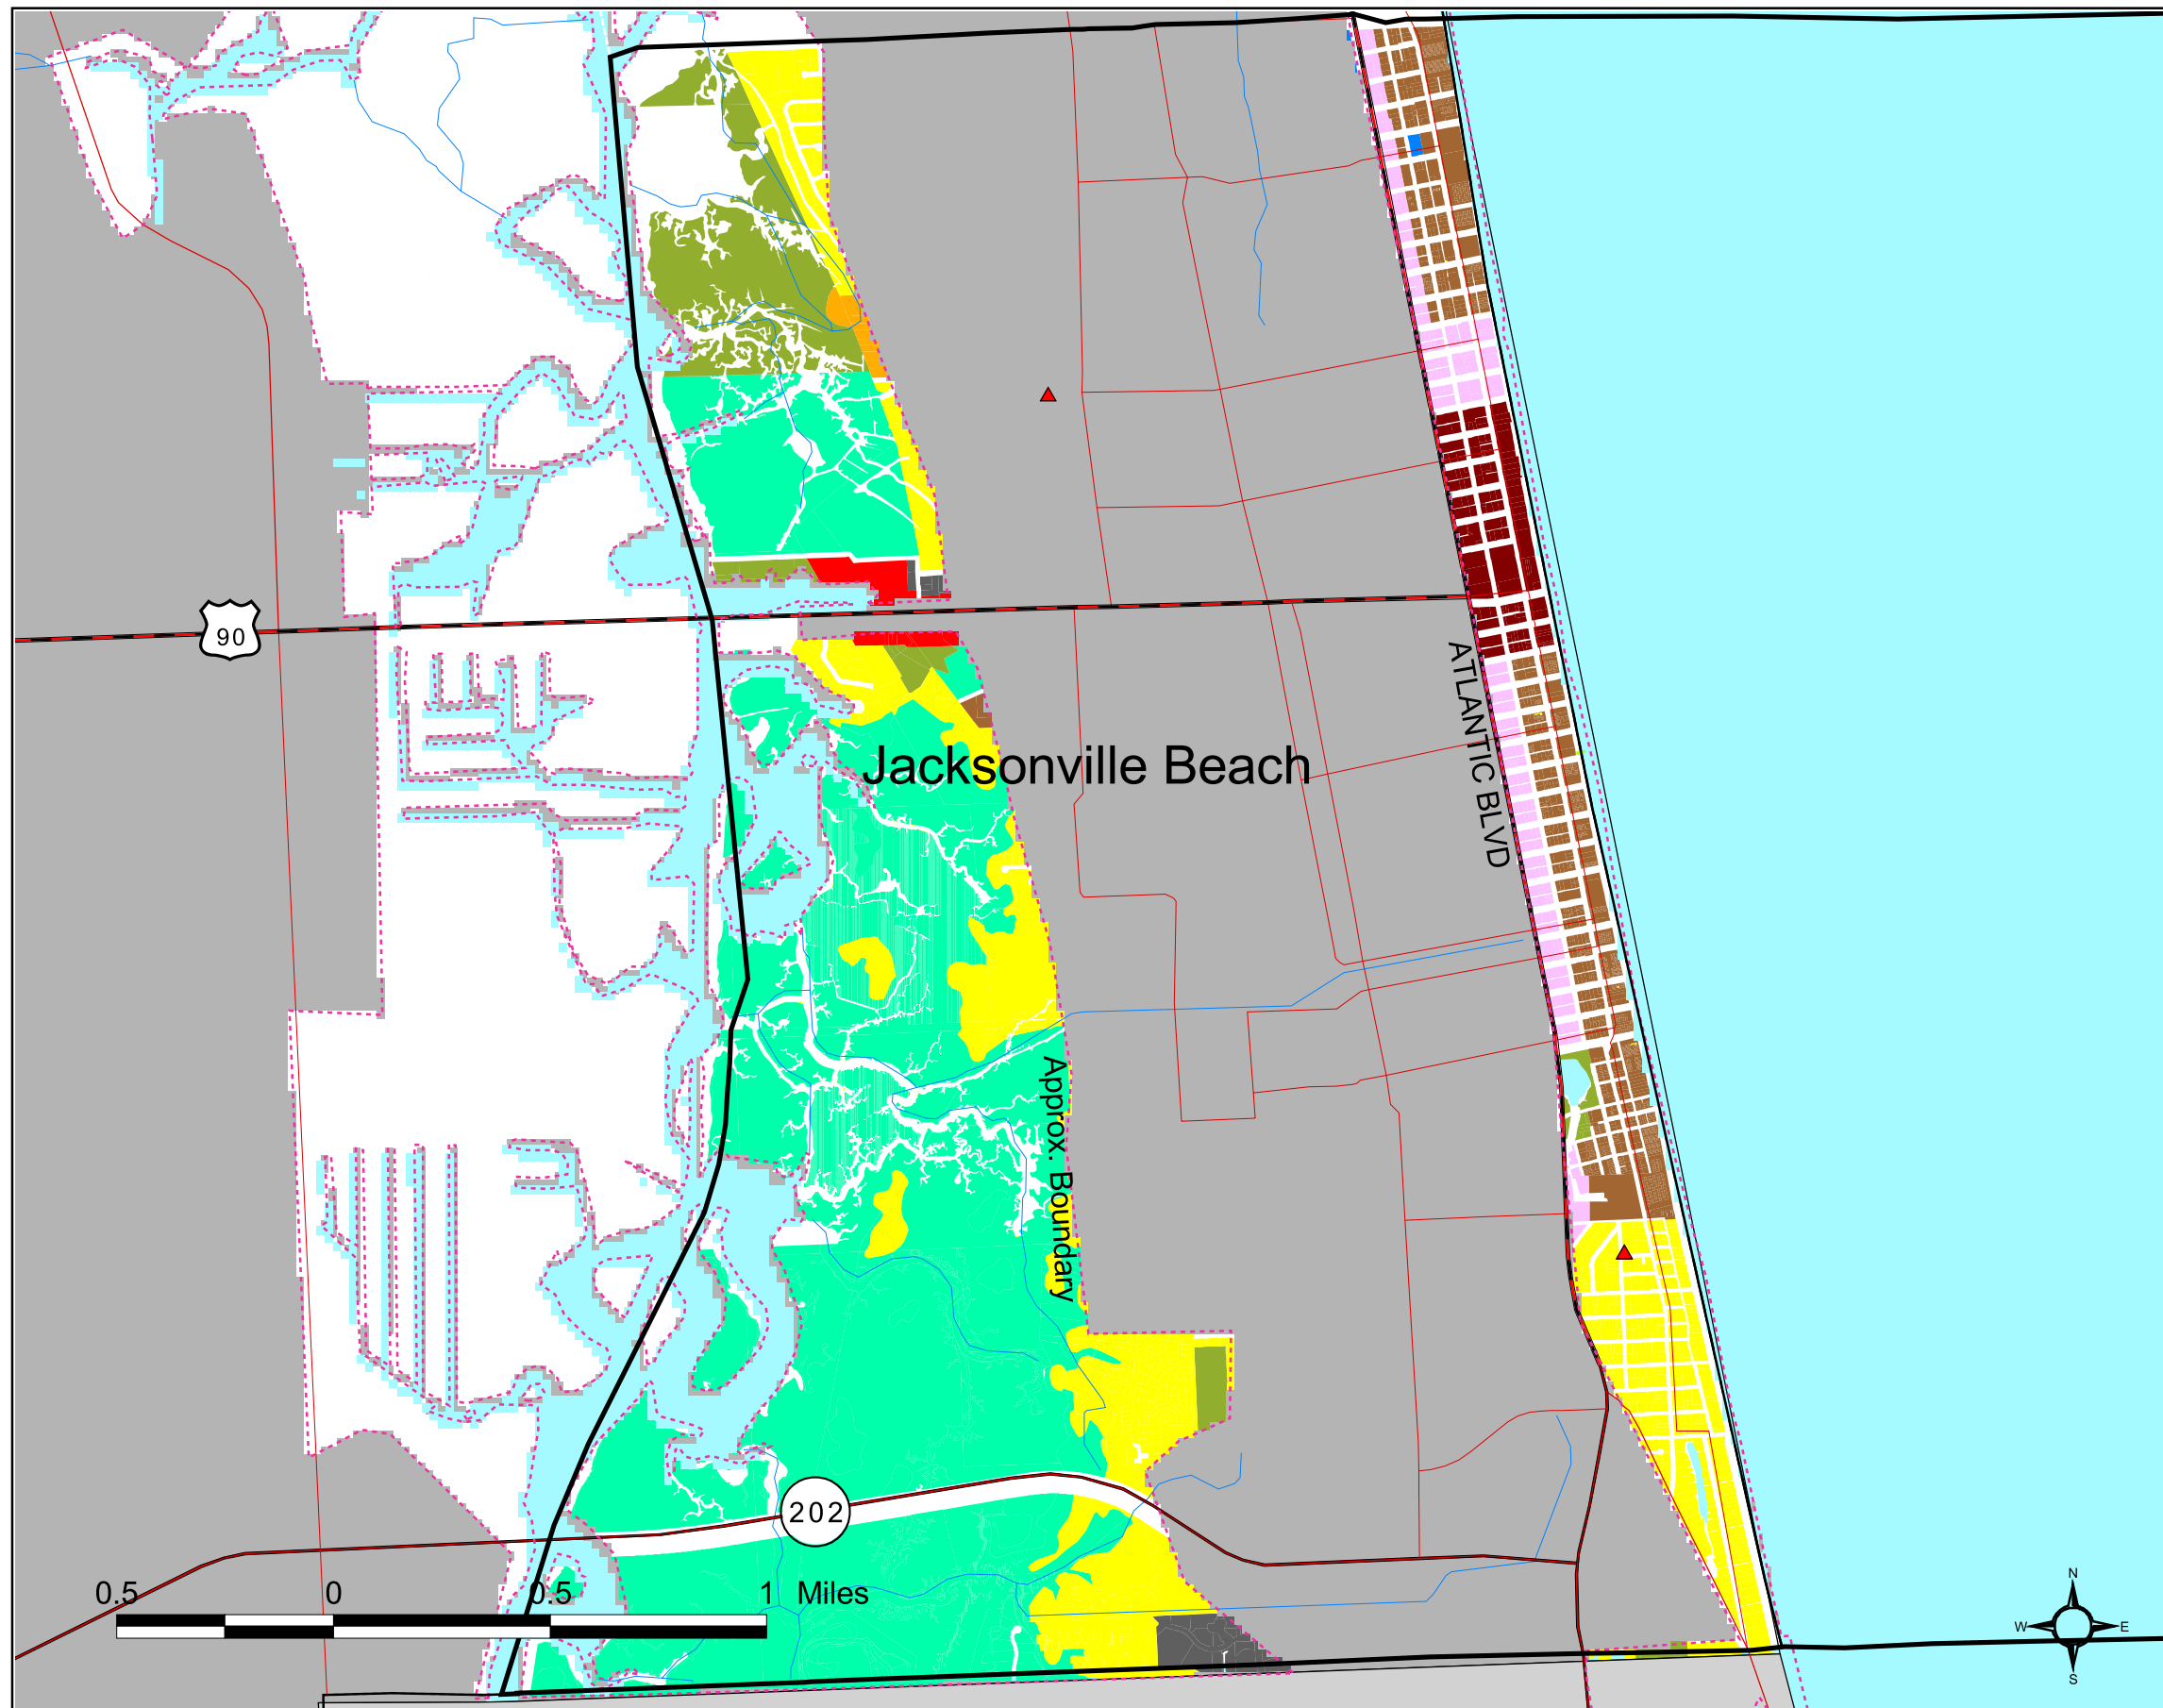 90
ATLANTIC BLVD
Jacksonville Beach
Approx. Boundary
202
0.5 0 0.5 1 Miles
N
W E
S